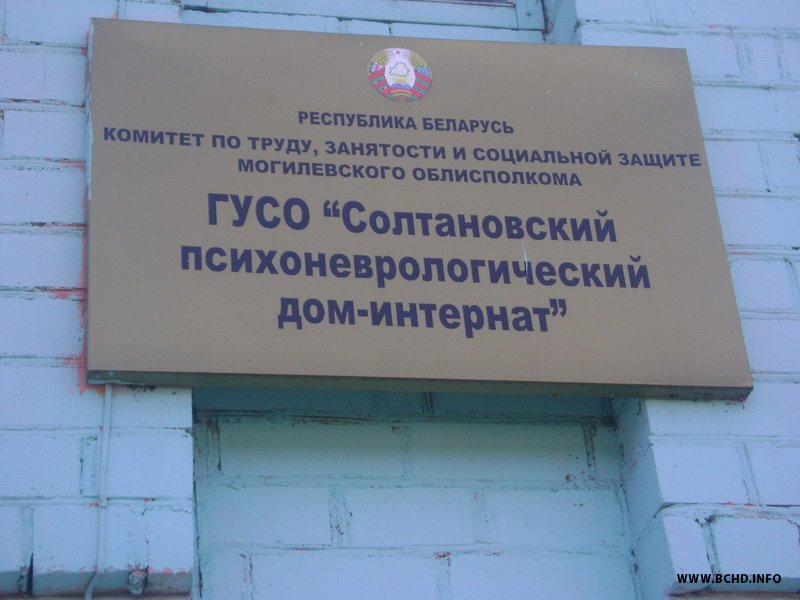 РЕСПУБЛИКА БЕЛАРУСЬ
КОМИТЕТ ПО ТРУДУ, ЗАНЯТОСТИ И СОЦИАЛЬНОЙ ЗАЩИТЕ
МОГИЛЕВСКОГО ОБЛИСПОЛКОМА
ГУСО “Солтановский
психоневрологический
дом-интернат”
WWW.BCHD.INFO